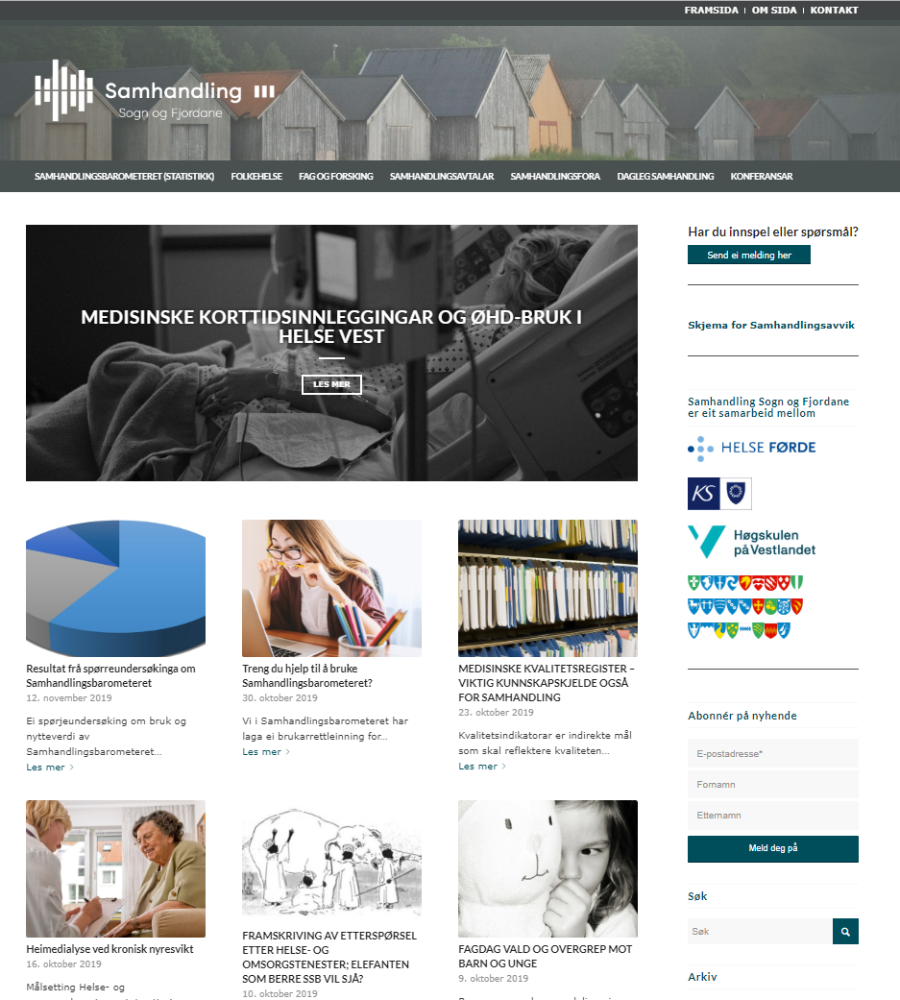 FRAMSIDA | OM SIDA | KONTAKT
Samhandling
Sogn og Fjordane
SAMHANDLINGSBAROMETERET (STATISTIKK) FOLKEHELSE FAG OG FORSKING SAMHANDLINGSAVTALAR SAMHANDLINGSFORA DAGLEG SAMHANDLING KONFERANSAR
MEDISINSKE KORTTIDSINNLEGGINGAR OG ØHD-BRUK I
HELSE VEST
LES MER
Resultat frå spørreundersøkinga om
Samhandlingsbarometeret
12. november 2019
Ei spørjeundersøking om bruk og
nytteverdi av
Samhandlingsbarometeret...
Les mer >
Treng du hjelp til å bruke
Samhandlingsbarometeret?
30. oktober 2019
Vi i Samhandlingsbarometeret har
laga ei brukarrettleinning for...
Les mer >
MEDISINSKE KVALITETSREGISTER –
VIKTIG KUNNSKAPSKJELDE OGSÅ
FOR SAMHANDLING
23. oktober 2019
Kvalitetsindikatorar er indirekte mål
som skal reflektere kvaliteten...
Les mer >
Heimedialyse ved kronisk nyresvikt
16. oktober 2019
Målsetting Helse- og
FRAMSKRIVING AV ETTERSPØRSEL
ETTER HELSE- OG
OMSORGSTENESTER; ELEFANTEN
SOM BERRE SSB VIL SJÅ?
10. oktober 2019
FAGDAG VALD OG OVERGREP MOT
BARN OG UNGE
9. oktober 2019
Har du innspel eller spørsmål?
Send ei melding her
Skjema for Samhandlingsavvik
Samhandling Sogn og Fjordane
er eit samarbeid mellom
HELSE FØRDE
KS
Høgskulen
på Vestlandet
Abonnér på nyhende
E-postadresse*
Fornamn
Etternamn
Meld deg på
Søk
Søk
Arkiv